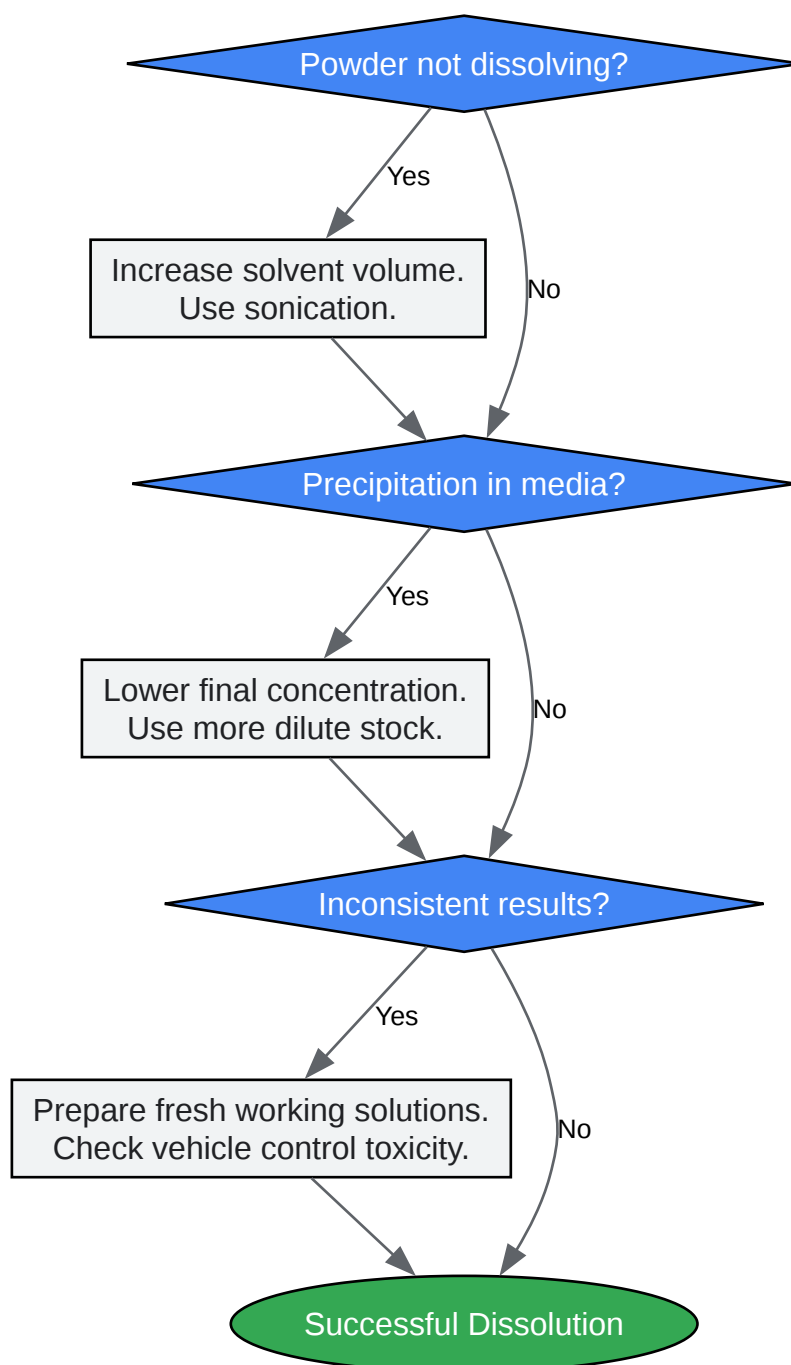 Powder not dissolving?
Yes
Increase solvent volume.
Use sonication.
No
Precipitation in media?
Yes
Lower final concentration.
Use more dilute stock.
No
Inconsistent results?
Yes
Prepare fresh working solutions.
Check vehicle control toxicity.
No
Successful Dissolution